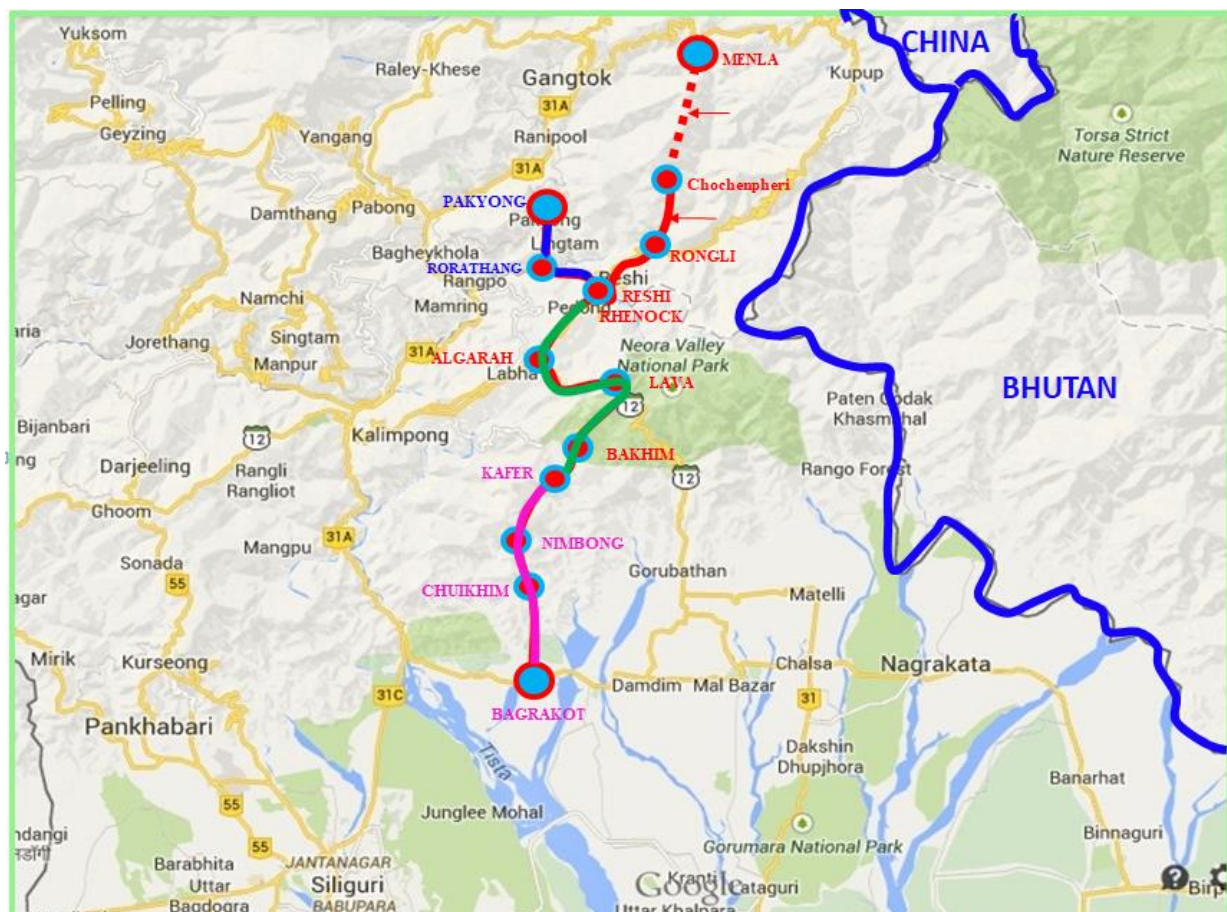 CHINA
Yuksom
MENLA
Raley-Khese
Gangtok
Kupup
Pelling
31A
Torsa Strict
Nature Reserve
Geyzing
Yangang
Ranipool
31A
Chochenpheri
PAKYONG
Damthang
Pabong
Lingtam
RONGLI
Bagheykhola
RORATHANG
Rangpo
Reshi
RESHI
Namchi
Mamring
Pedong
RHENOCK
Jorethang
Singtam
31A
ALGARAH
Neora Valley
National Park
Manpur
Labha
LAVA
BHUTAN
12
Paten Godak
Khasmahal
Bijanbari
12
Kalimpong
BAKHIM
Darjeeling
Rangli
Rangliot
KAFER
12
Rango Forest
Ghoom
31A
Mangpu
NIMBONG
Sonada
Gorubathan
55
CHUIKHIM
Matelli
agar
Mirik
Kurseong
Chalsa
Nagrakata
31C
Damdim
Mal Bazar
31
Pankhabari
BAGRAKOT
Tista
Dakshin
Dhupjhora
Banarhat
55
Junglee Mohal
Binnaguri
55
Gorumara National Park
Barabhita
JANTANAGAR
Uttar
Siliguri
Kranti
Google
Bagdogra
BABUPARA
Uttar Khalpara